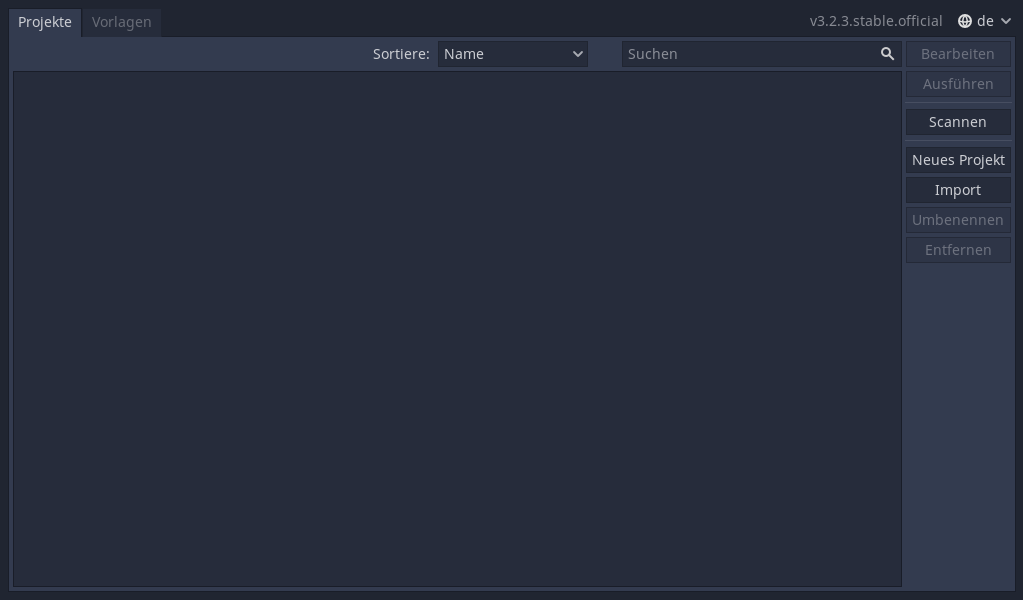 Projekte Vorlagen v3.2.3.stable.official de
Sortiere: Name Suchen Bearbeiten
Ausführen
Scannen
Neues Projekt
Import
Umbenennen
Entfernen